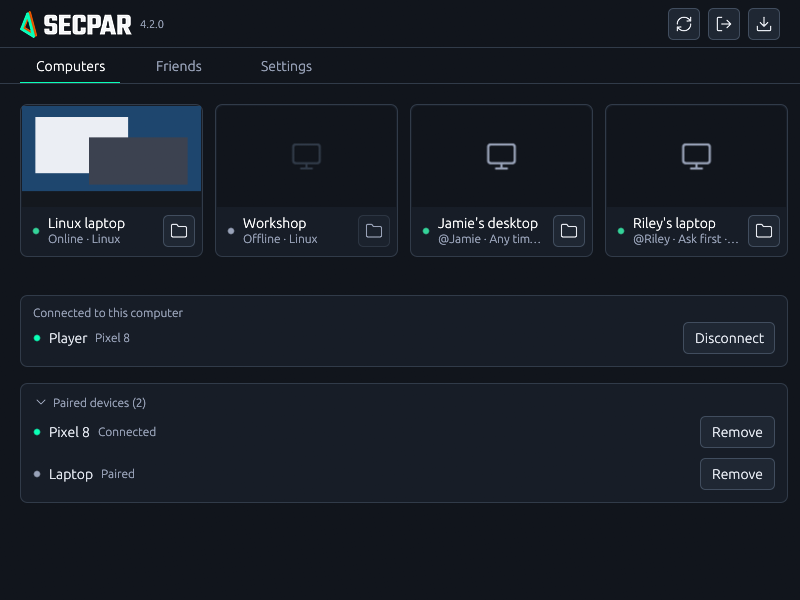 SECPAR 4.2.0
Computers Friends Settings
Linux laptop
Online · Linux
Workshop
Offline · Linux
Jamie's desktop
@Jamie · Any tim...
Riley's laptop
@Riley · Ask first ·...
Connected to this computer
Player Pixel 8 Disconnect
Paired devices (2)
Pixel 8 Connected Remove
Laptop Paired Remove